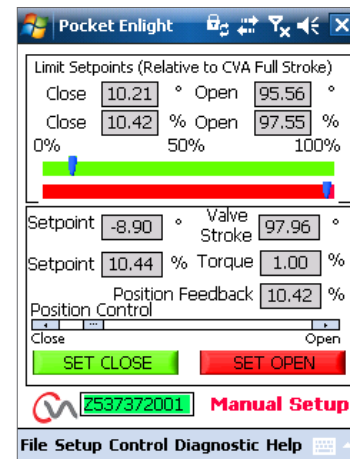 Pocket Enlight
Limit Setpoints (Relative to CVA Full Stroke)
Close 10.21 ° Open 95.56 °
Close 10.42 % Open 97.55 %
0% 50% 100%
Setpoint -8.90 ° Valve Stroke 97.96 °
Setpoint 10.44 % Torque 1.00 %
Position Feedback 10.42 %
Position Control
Close Open
SET CLOSE SET OPEN
CVA Z537372001 Manual Setup
File Setup Control Diagnostic Help